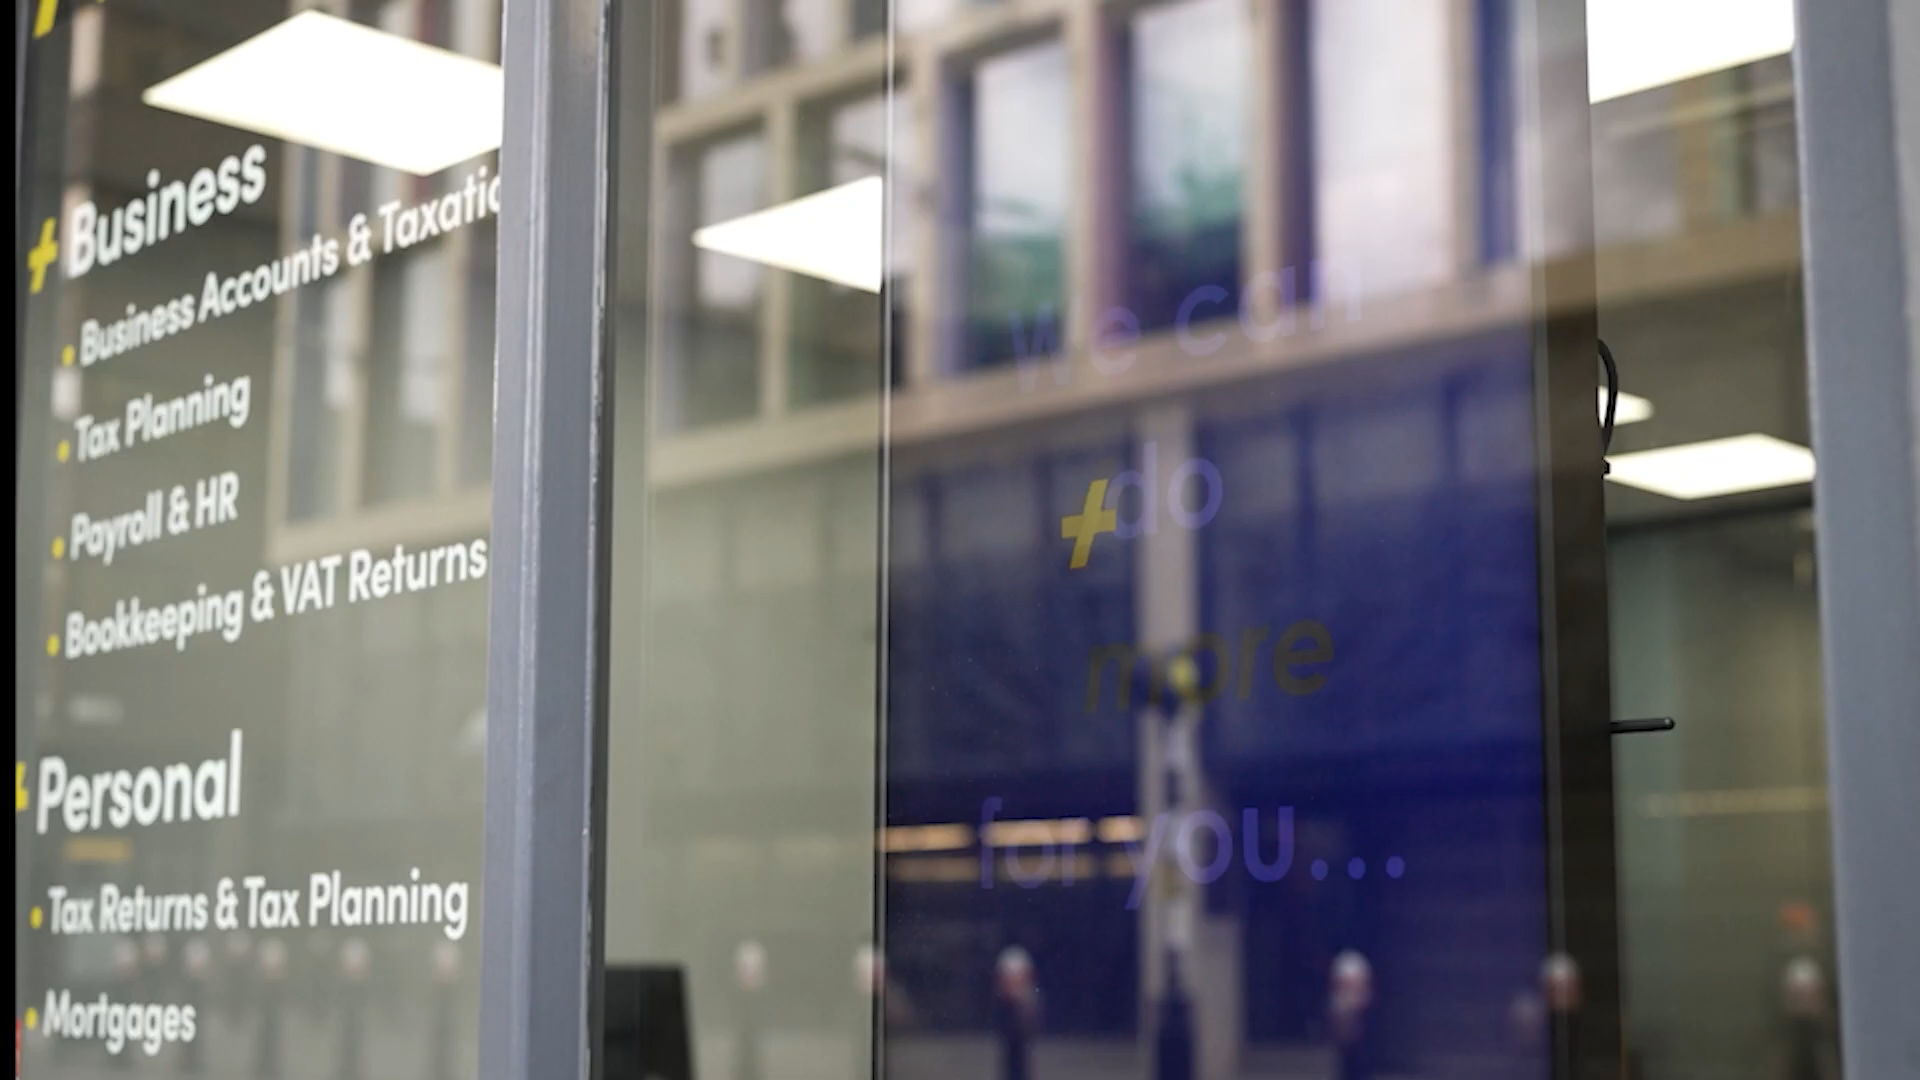 + Business
• Business Accounts & Taxatio
• Tax Planning
• Payroll & HR
• Bookkeeping & VAT Returns
+ Personal
• Tax Returns & Tax Planning
• Mortgages
we can
+do
more
for you...